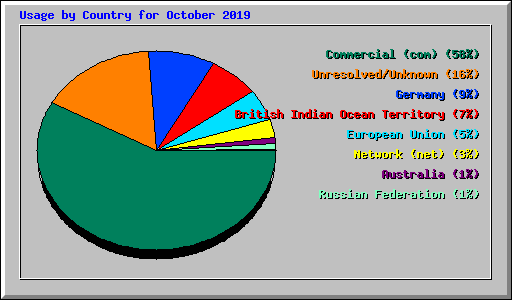 Usage by Country for October 2019
Commercial (com) (58%)
Unresolved/Unknown (16%)
Germany (9%)
British Indian Ocean Territory (7%)
European Union (5%)
Network (net) (3%)
Australia (1%)
Russian Federation (1%)